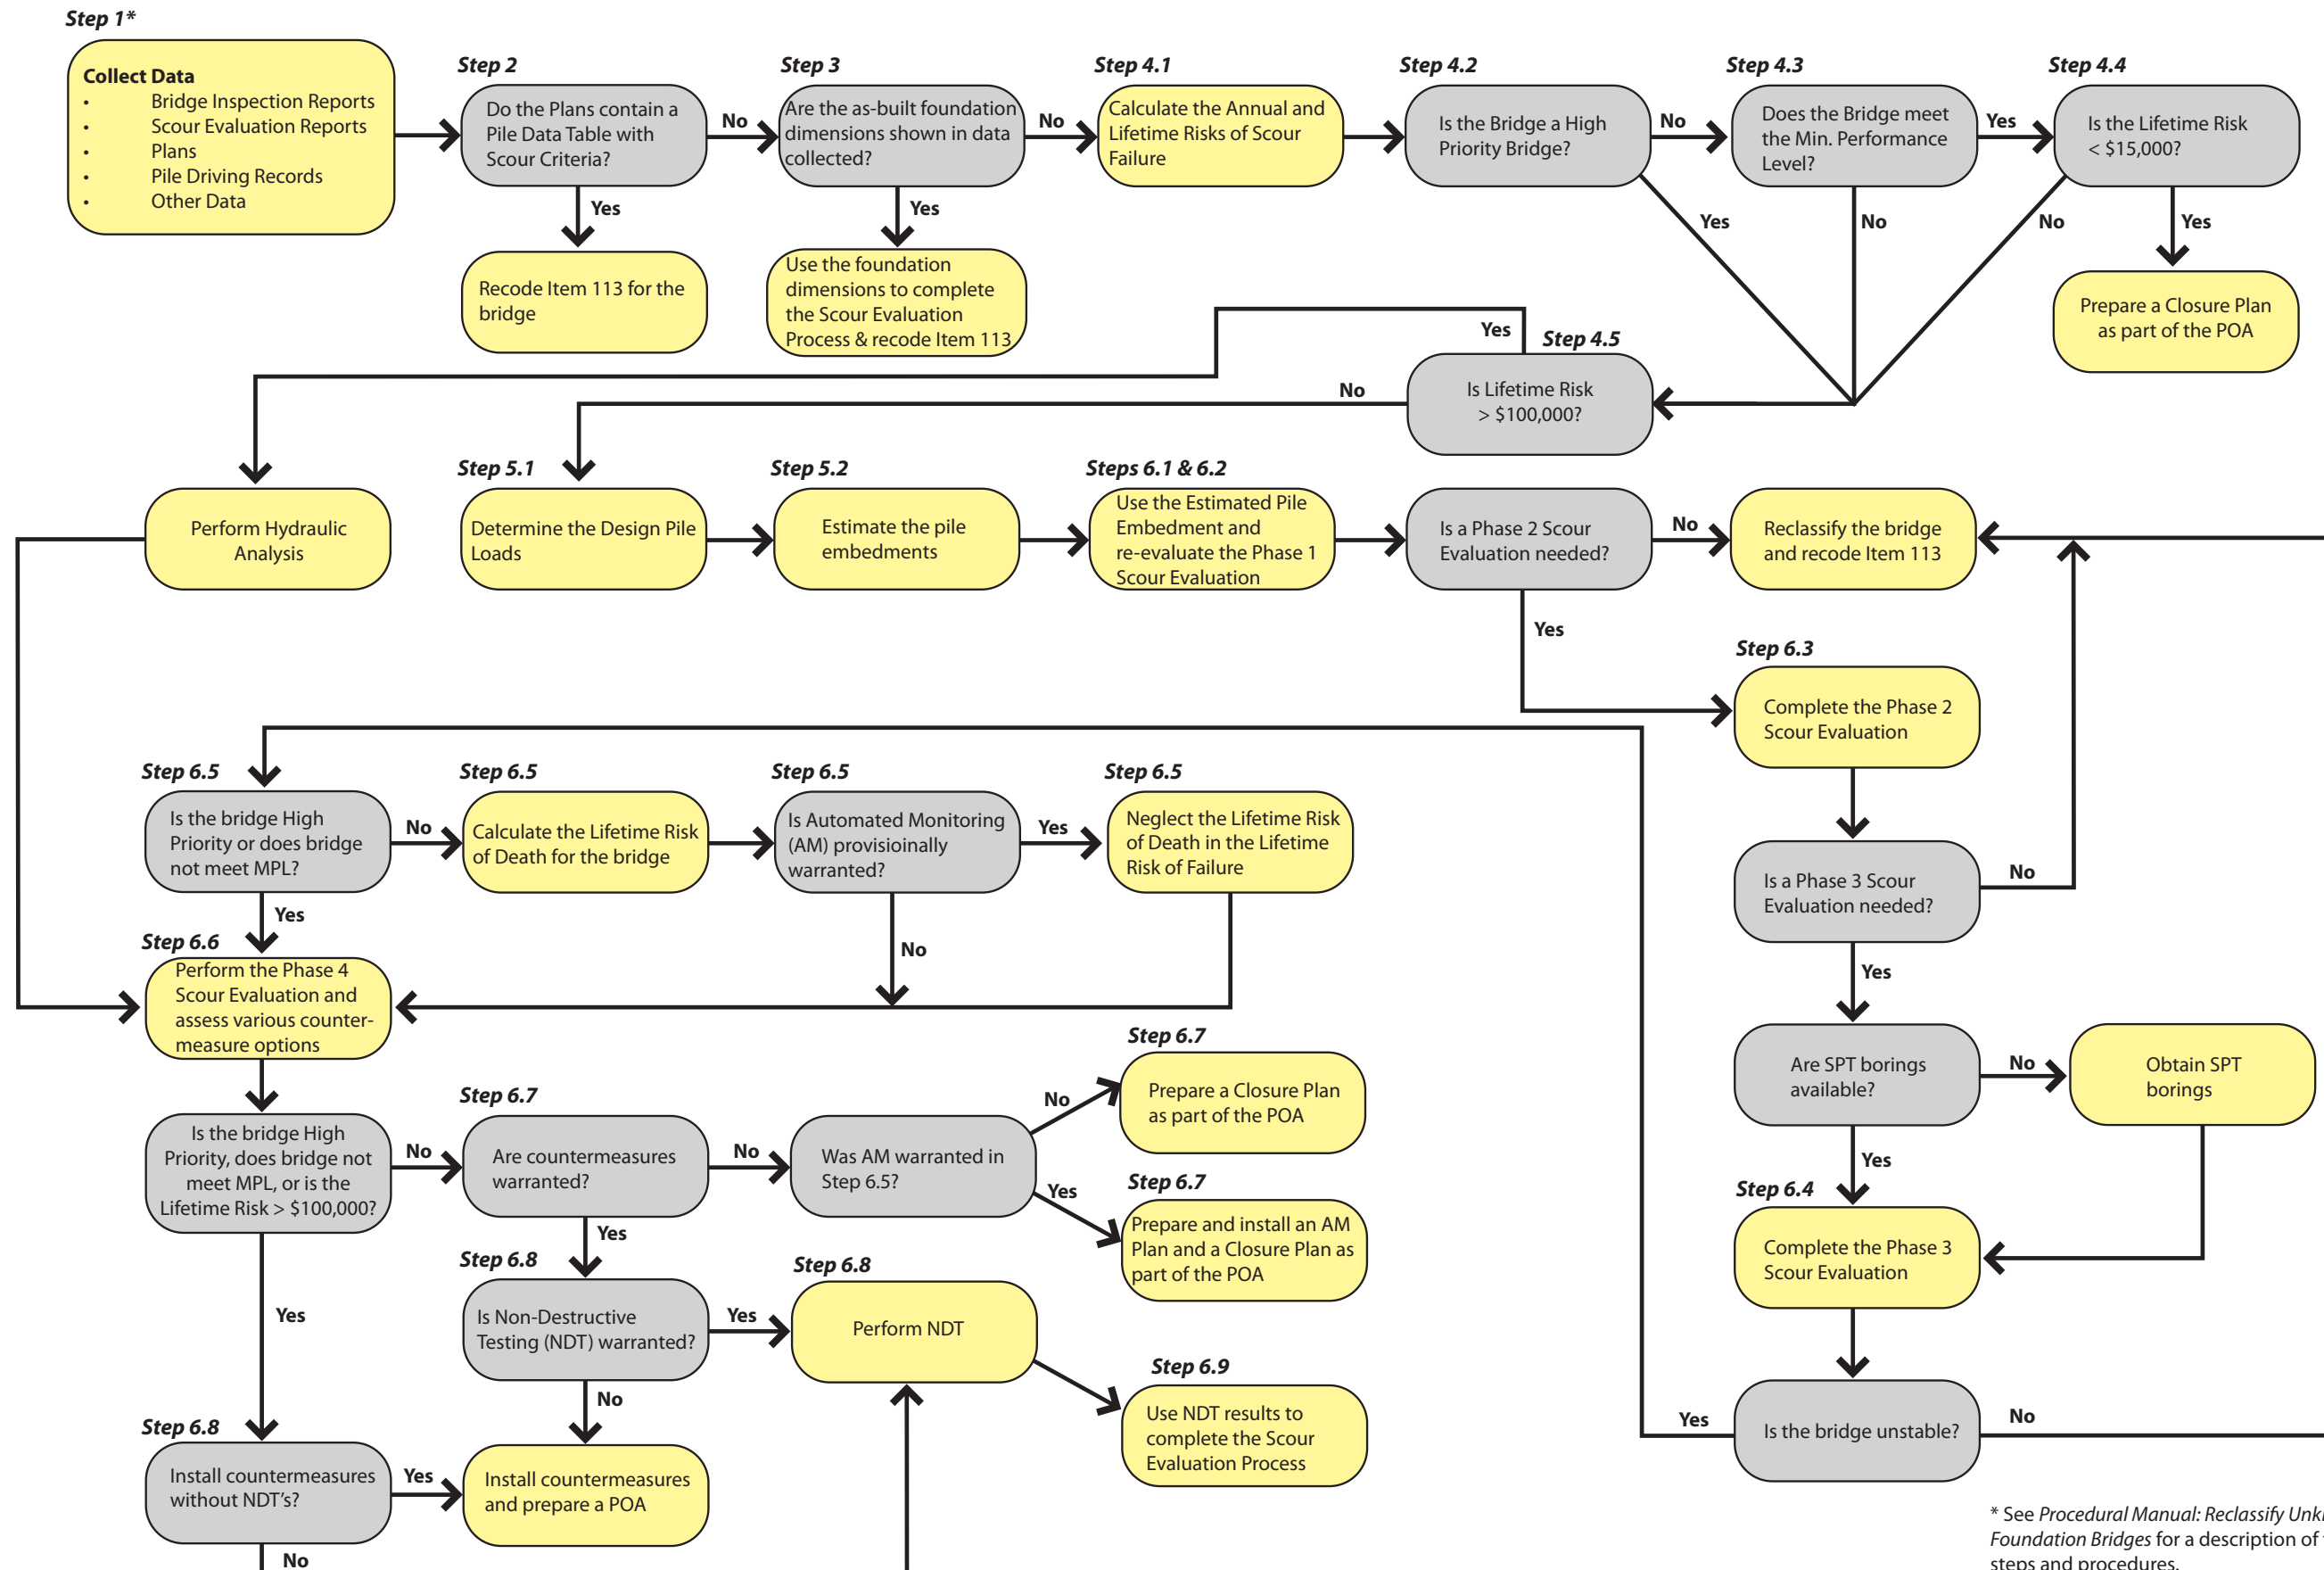 Step 1*
Collect Data
• Bridge Inspection Reports
• Scour Evaluation Reports
• Plans
• Pile Driving Records
• Other Data
Step 2
Do the Plans contain a
Pile Data Table with
Scour Criteria?
No
Yes
Recode Item 113 for the
bridge
Step 3
Are the as-built foundation
dimensions shown in data
collected?
No
Yes
Use the foundation
dimensions to complete
the Scour Evaluation
Process & recode Item 113
Step 4.1
Calculate the Annual and
Lifetime Risks of Scour
Failure
Step 4.2
Is the Bridge a High
Priority Bridge?
No
Yes
Step 4.3
Does the Bridge meet
the Min. Performance
Level?
Yes
No
Step 4.4
Is the Lifetime Risk
< $15,000?
No
Yes
Prepare a Closure Plan
as part of the POA
Step 4.5
Is Lifetime Risk
> $100,000?
Yes
No
Perform Hydraulic
Analysis
Step 5.1
Determine the Design Pile
Loads
Step 5.2
Estimate the pile
embedments
Steps 6.1 & 6.2
Use the Estimated Pile
Embedment and
re-evaluate the Phase 1
Scour Evaluation
Is a Phase 2 Scour
Evaluation needed?
No
Yes
Reclassify the bridge
and recode Item 113
Step 6.3
Complete the Phase 2
Scour Evaluation
Is a Phase 3 Scour
Evaluation needed?
No
Yes
Are SPT borings
available?
No
Yes
Obtain SPT
borings
Step 6.4
Complete the Phase 3
Scour Evaluation
Is the bridge unstable?
Yes
No
Step 6.5
Is the bridge High
Priority or does bridge
not meet MPL?
No
Yes
Step 6.5
Calculate the Lifetime Risk
of Death for the bridge
Step 6.5
Is Automated Monitoring
(AM) provisioinally
warranted?
Yes
No
Step 6.5
Neglect the Lifetime Risk
of Death in the Lifetime
Risk of Failure
Step 6.6
Perform the Phase 4
Scour Evaluation and
assess various counter-
measure options
Is the bridge High
Priority, does bridge not
meet MPL, or is the
Lifetime Risk > $100,000?
No
Yes
Step 6.7
Are countermeasures
warranted?
No
Yes
Was AM warranted in
Step 6.5?
No
Yes
Step 6.7
Prepare a Closure Plan
as part of the POA
Step 6.7
Prepare and install an AM
Plan and a Closure Plan as
part of the POA
Step 6.8
Is Non-Destructive
Testing (NDT) warranted?
Yes
No
Step 6.8
Perform NDT
Step 6.9
Use NDT results to
complete the Scour
Evaluation Process
Step 6.8
Install countermeasures
without NDT's?
Yes
No
Install countermeasures
and prepare a POA
* See Procedural Manual: Reclassify
Foundation Bridges for a description of
steps and procedures.